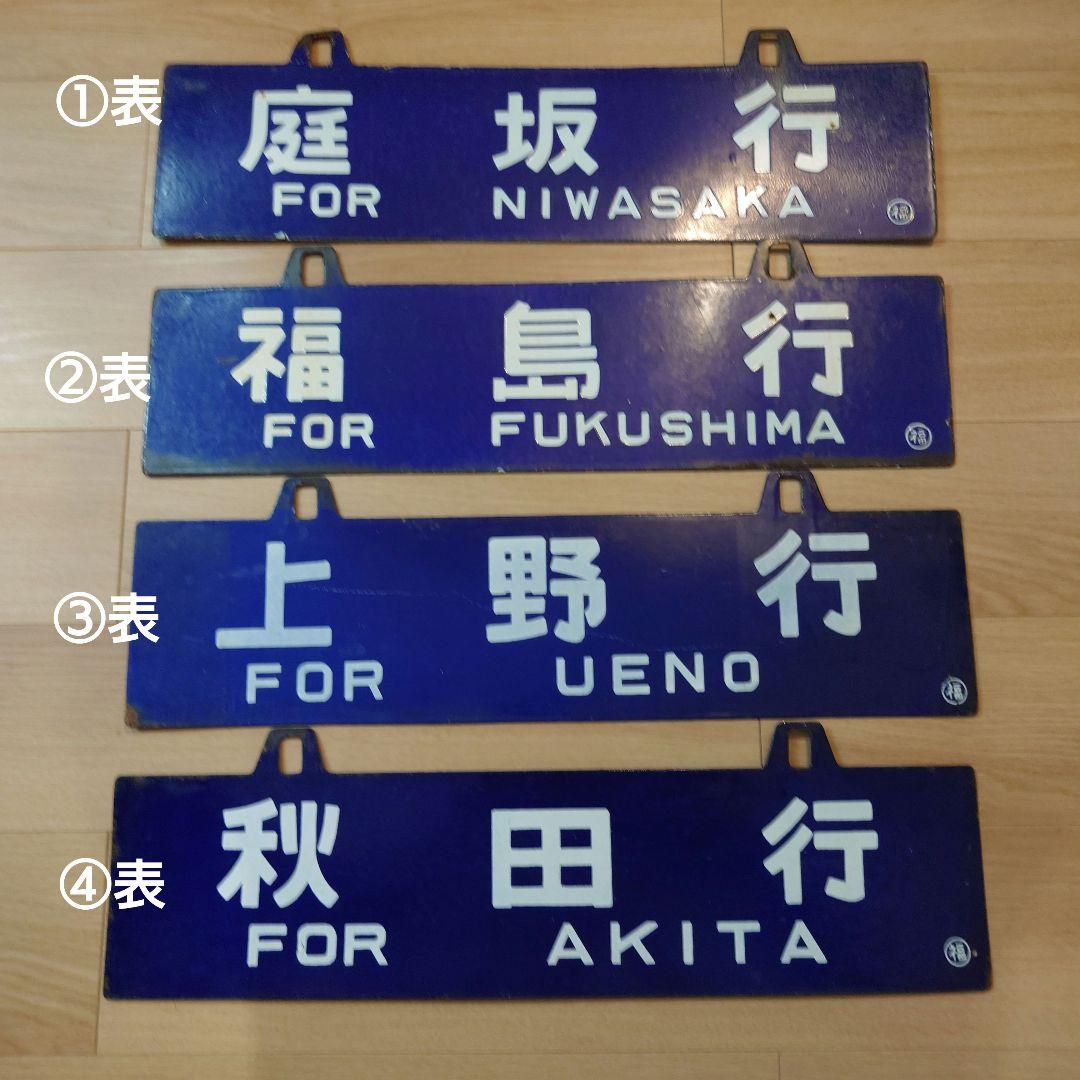 ①表
庭坂行
FOR NIWASAKA
福
②表
福島行
FOR FUKUSHIMA
福
③表
上野行
FOR UENO
福
④表
秋田行
FOR AKITA
福